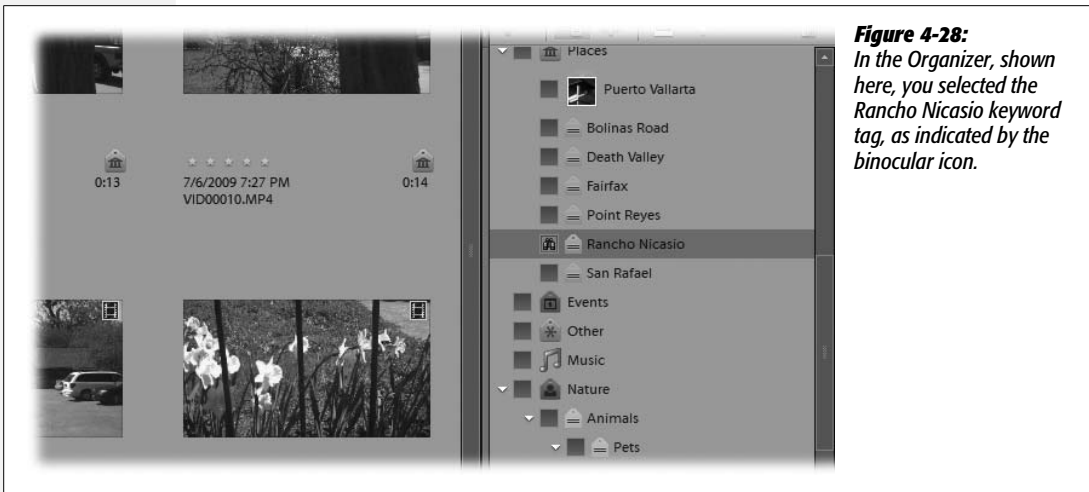 0:13
7/6/2009 7:27 PM
0:14
VID00010.MP4
Places
Puerto Vallarta
Bolinas Road
Death Valley
Fairfax
Point Reyes
Rancho Nicasio
San Rafael
Events
Other
Music
Nature
Animals
Pets
Figure 4-28:
In the Organizer, shown
here, you selected the
Rancho Nicasio keyword
tag, as indicated by the
binocular icon.